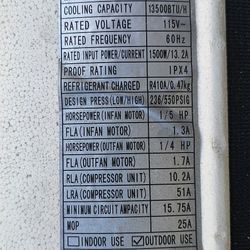 COOLING CAPACITY 13500BTU/H
RATED VOLTAGE 115V~
RATED FREQUENCY 60Hz
RATED INPUT POWER/CURRENT 1500W/13.2A
PROOF RATING IPX4
REFRIGERANT CHARGED R410A/0.47kg
DESIGN PRESS(LOW/HIGH) 236/550PSIG
HORSEPOWER(INFAN MOTOR) 1/5 HP
FLA(INFAN MOTOR) 1.3A
HORSEPOWER(OUTFAN MOTOR) 1/4 HP
FLA(OUTFAN MOTOR) 1.7A
RLA(COMPRESSOR UNIT) 10.2A
LRA(COMPRESSOR UNIT) 51A
MINIMUM CIRCUIT AMPACITY 15.75A
MOP 25A
☐ INDOOR USE ☑ OUTDOOR USE